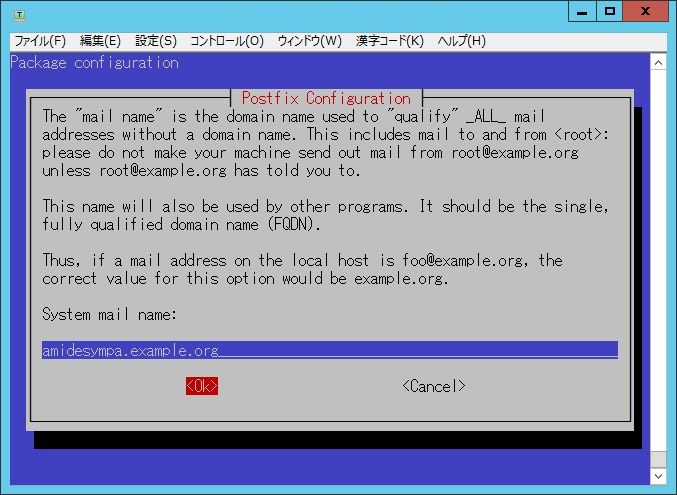 ファイル(F) 編集(E) 設定(S) コントロール(O) ウィンドウ(W) 漢字コード(K) ヘルプ(H)
Package configuration
Postfix Configuration
The "mail name" is the domain name used to "qualify" _ALL_ mail
addresses without a domain name. This includes mail to and from <root>:
please do not make your machine send out mail from root@example.org
unless root@example.org has told you to.
This name will also be used by other programs. It should be the single,
fully qualified domain name (FQDN).
Thus, if a mail address on the local host is foo@example.org, the
correct value for this option would be example.org.
System mail name:
amidesympa.example.org
<Ok> <Cancel>